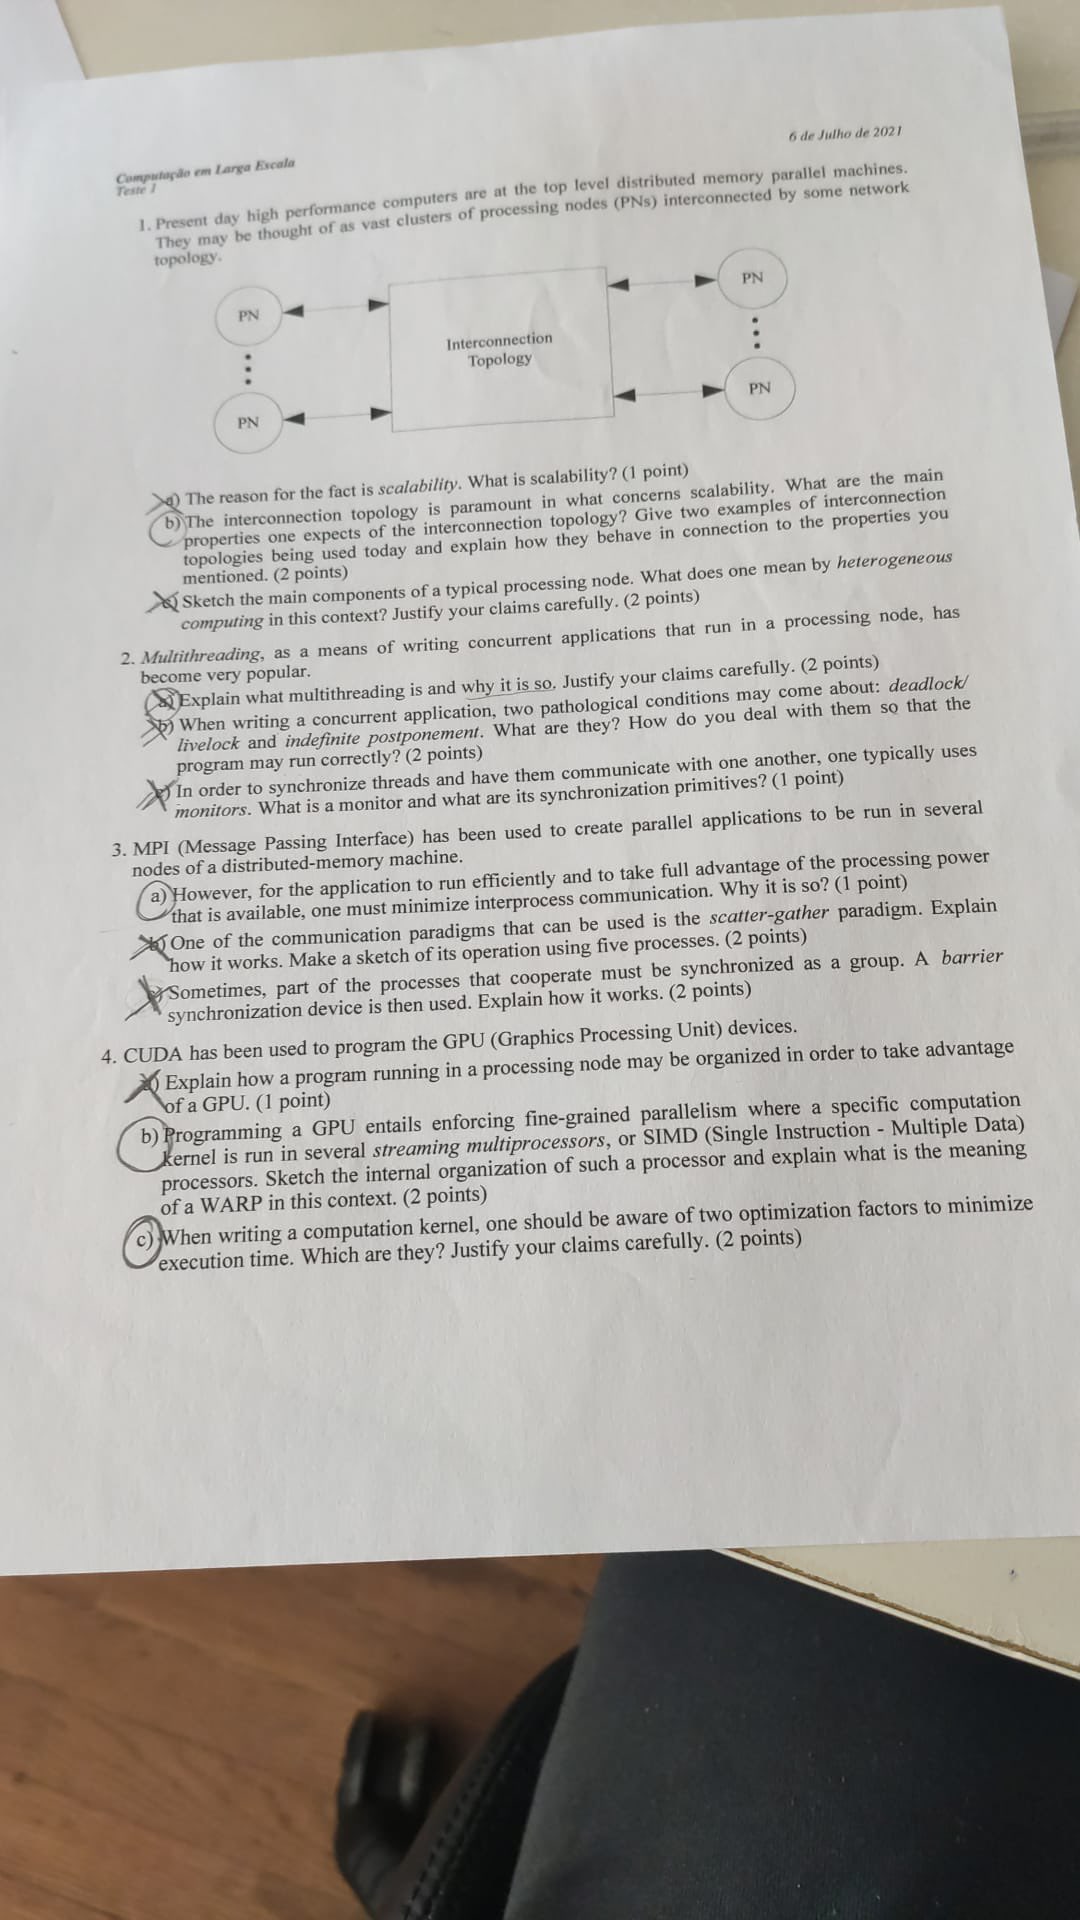 Computação em Larga Escala
6 de Julho de 2021
Teste 1
1. Present day high performance computers are at the top level distributed memory parallel machines.
They may be thought of as vast clusters of processing nodes (PNs) interconnected by some network
topology.
PN
PN
Interconnection
Topology
PN
PN
a) The reason for the fact is scalability. What is scalability? (1 point)
b) The interconnection topology is paramount in what concerns scalability. What are the main
properties one expects of the interconnection topology? Give two examples of interconnection
topologies being used today and explain how they behave in connection to the properties you
mentioned. (2 points)
c) Sketch the main components of a typical processing node. What does one mean by heterogeneous
computing in this context? Justify your claims carefully. (2 points)
2. Multithreading, as a means of writing concurrent applications that run in a processing node, has
become very popular.
a) Explain what multithreading is and why it is so. Justify your claims carefully. (2 points)
b) When writing a concurrent application, two pathological conditions may come about: deadlock/
livelock and indefinite postponement. What are they? How do you deal with them so that the
program may run correctly? (2 points)
c) In order to synchronize threads and have them communicate with one another, one typically uses
monitors. What is a monitor and what are its synchronization primitives? (1 point)
3. MPI (Message Passing Interface) has been used to create parallel applications to be run in several
nodes of a distributed-memory machine.
a) However, for the application to run efficiently and to take full advantage of the processing power
that is available, one must minimize interprocess communication. Why it is so? (1 point)
b) One of the communication paradigms that can be used is the scatter-gather paradigm. Explain
how it works. Make a sketch of its operation using five processes. (2 points)
c) Sometimes, part of the processes that cooperate must be synchronized as a group. A barrier
synchronization device is then used. Explain how it works. (2 points)
4. CUDA has been used to program the GPU (Graphics Processing Unit) devices.
a) Explain how a program running in a processing node may be organized in order to take advantage
of a GPU. (1 point)
b) Programming a GPU entails enforcing fine-grained parallelism where a specific computation
kernel is run in several streaming multiprocessors, or SIMD (Single Instruction - Multiple Data)
processors. Sketch the internal organization of such a processor and explain what is the meaning
of a WARP in this context. (2 points)
c) When writing a computation kernel, one should be aware of two optimization factors to minimize
execution time. Which are they? Justify your claims carefully. (2 points)